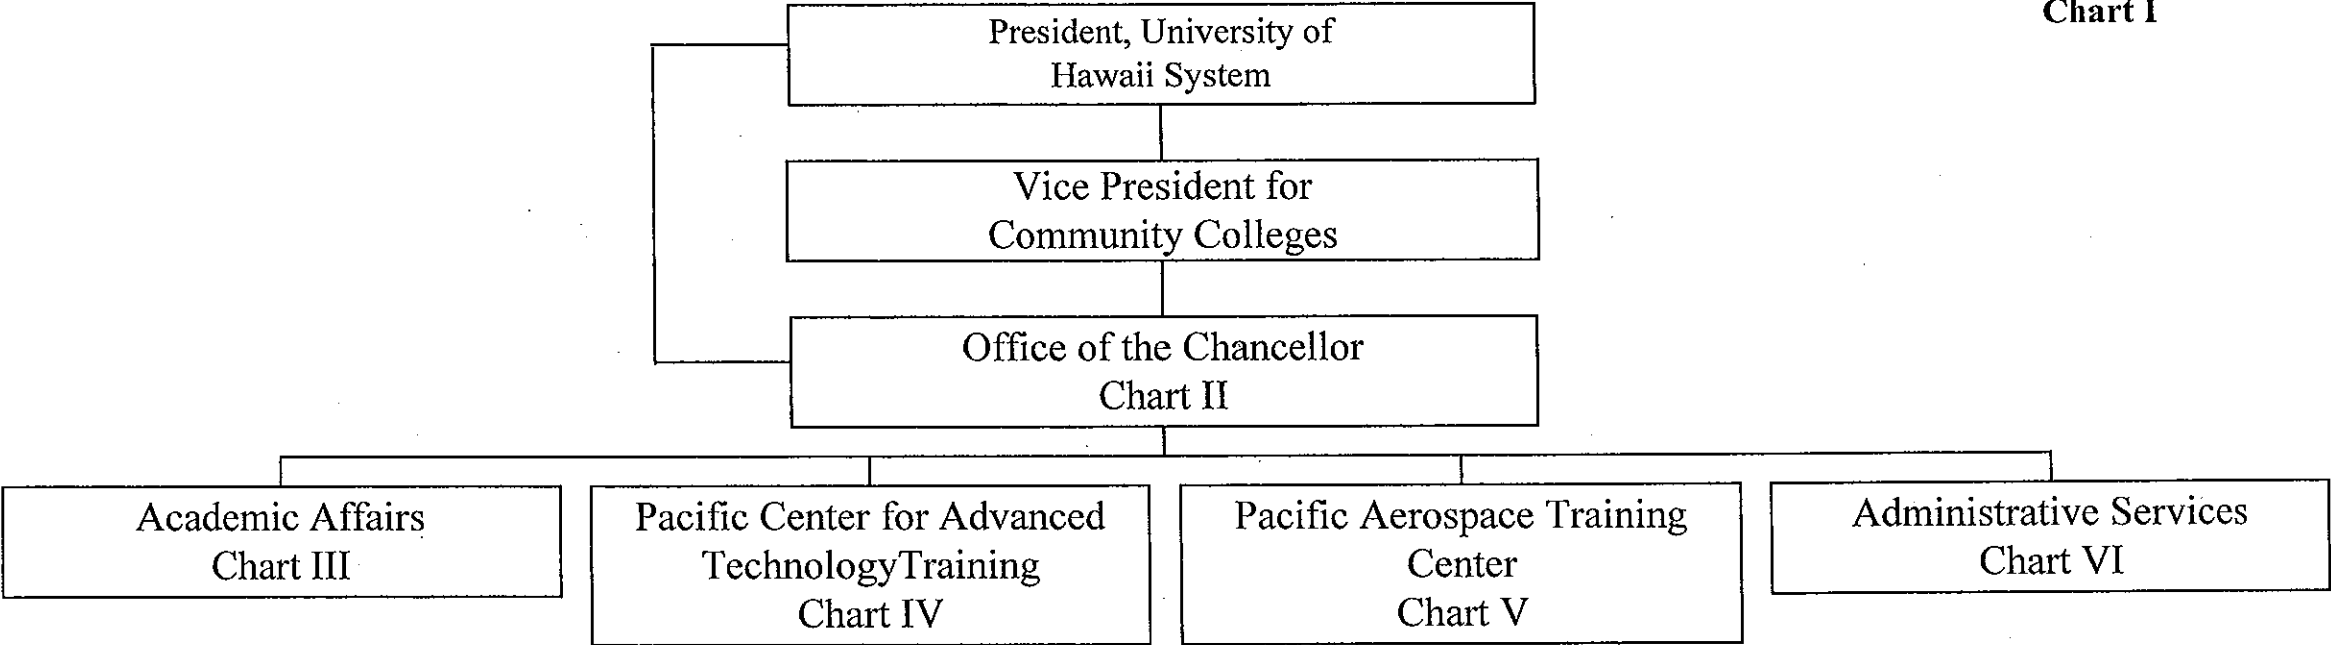 Chart I
President, University of
Hawaii System
Vice President for
Community Colleges
Office of the Chancellor
Chart II
Academic Affairs
Chart III
Pacific Center for Advanced
TechnologyTraining
Chart IV
Pacific Aerospace Training
Center
Chart V
Administrative Services
Chart VI